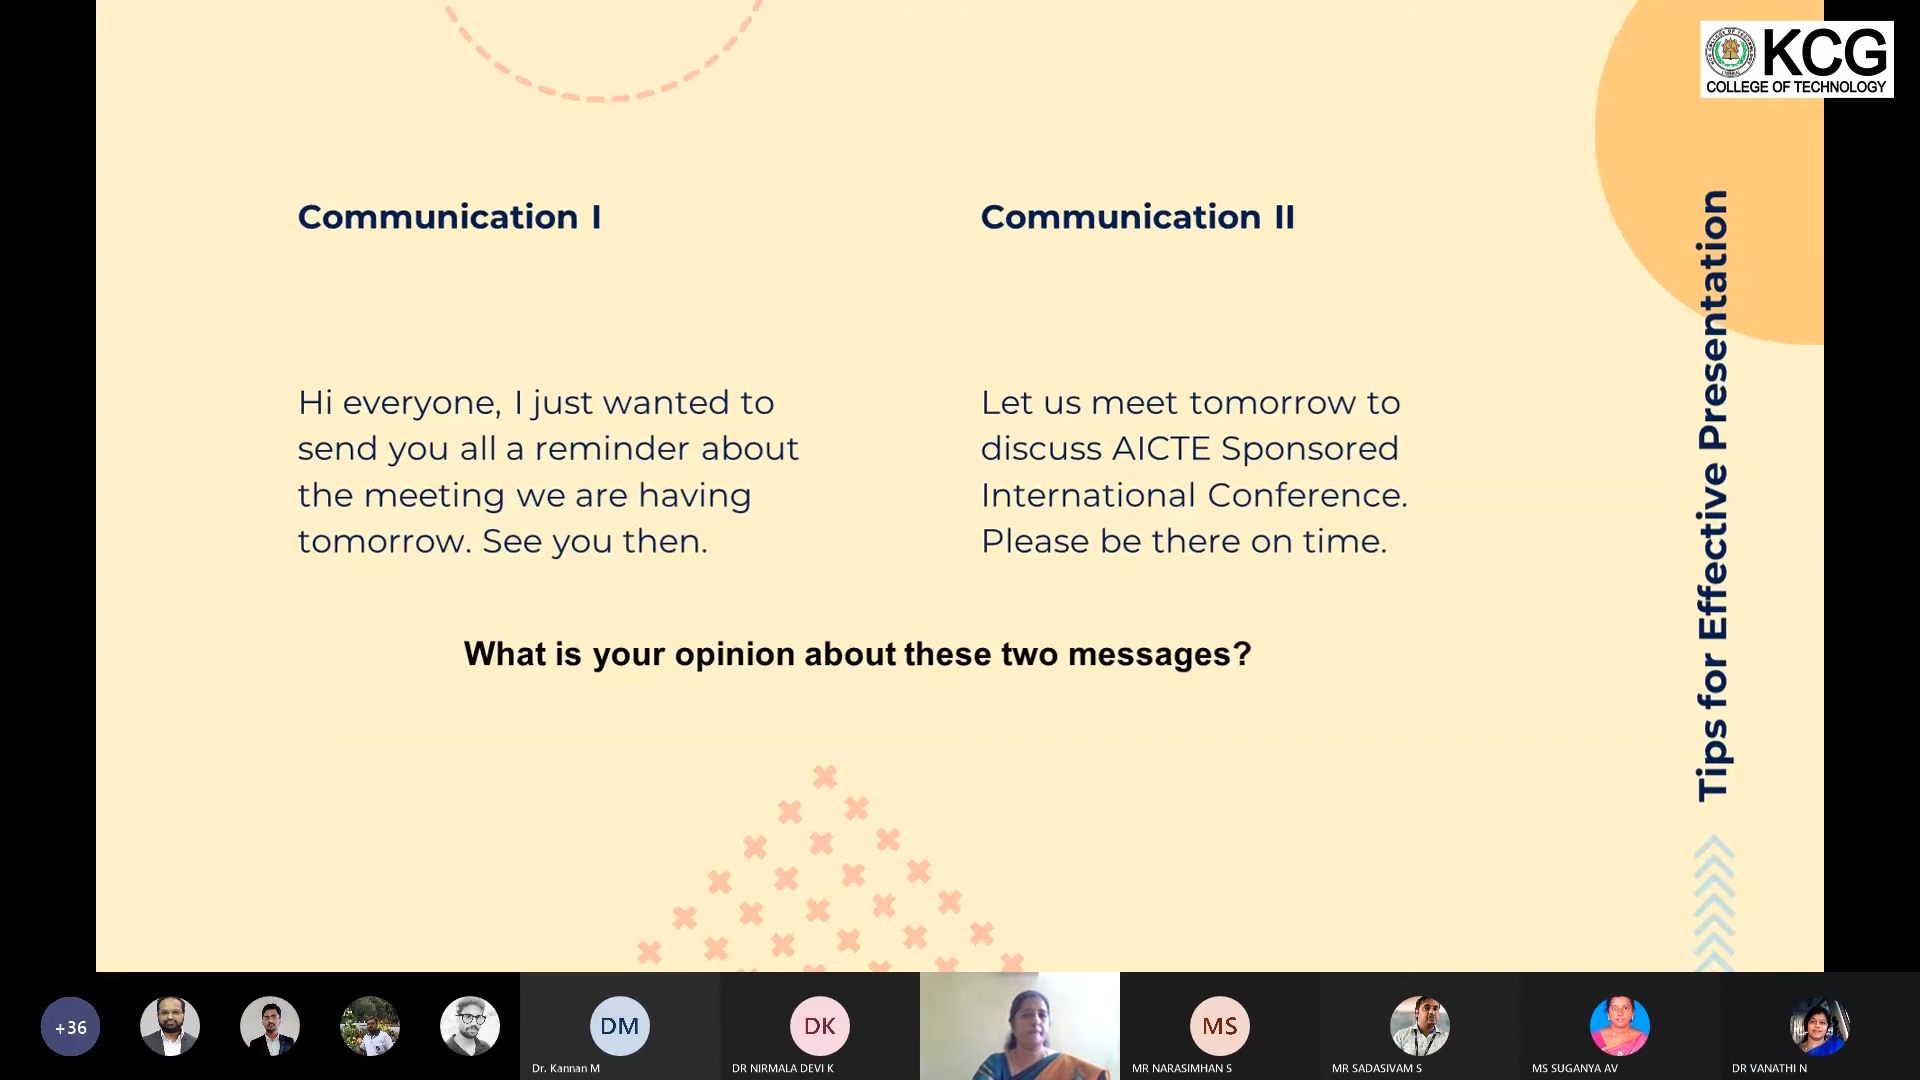 KCG
COLLEGE OF TECHNOLOGY
Communication I
Communication II
Hi everyone, I just wanted to
send you all a reminder about
the meeting we are having
tomorrow. See you then.
Let us meet tomorrow to
discuss AICTE Sponsored
International Conference.
Please be there on time.
What is your opinion about these two messages?
Tips for Effective Presentation
+36
DM
Dr. Kannan M
DK
DR NIRMALA DEVI K
MS
MR NARASIMHAN S
MR SADASIVAM S
MS SUGANYA AV
DR VANATHI N